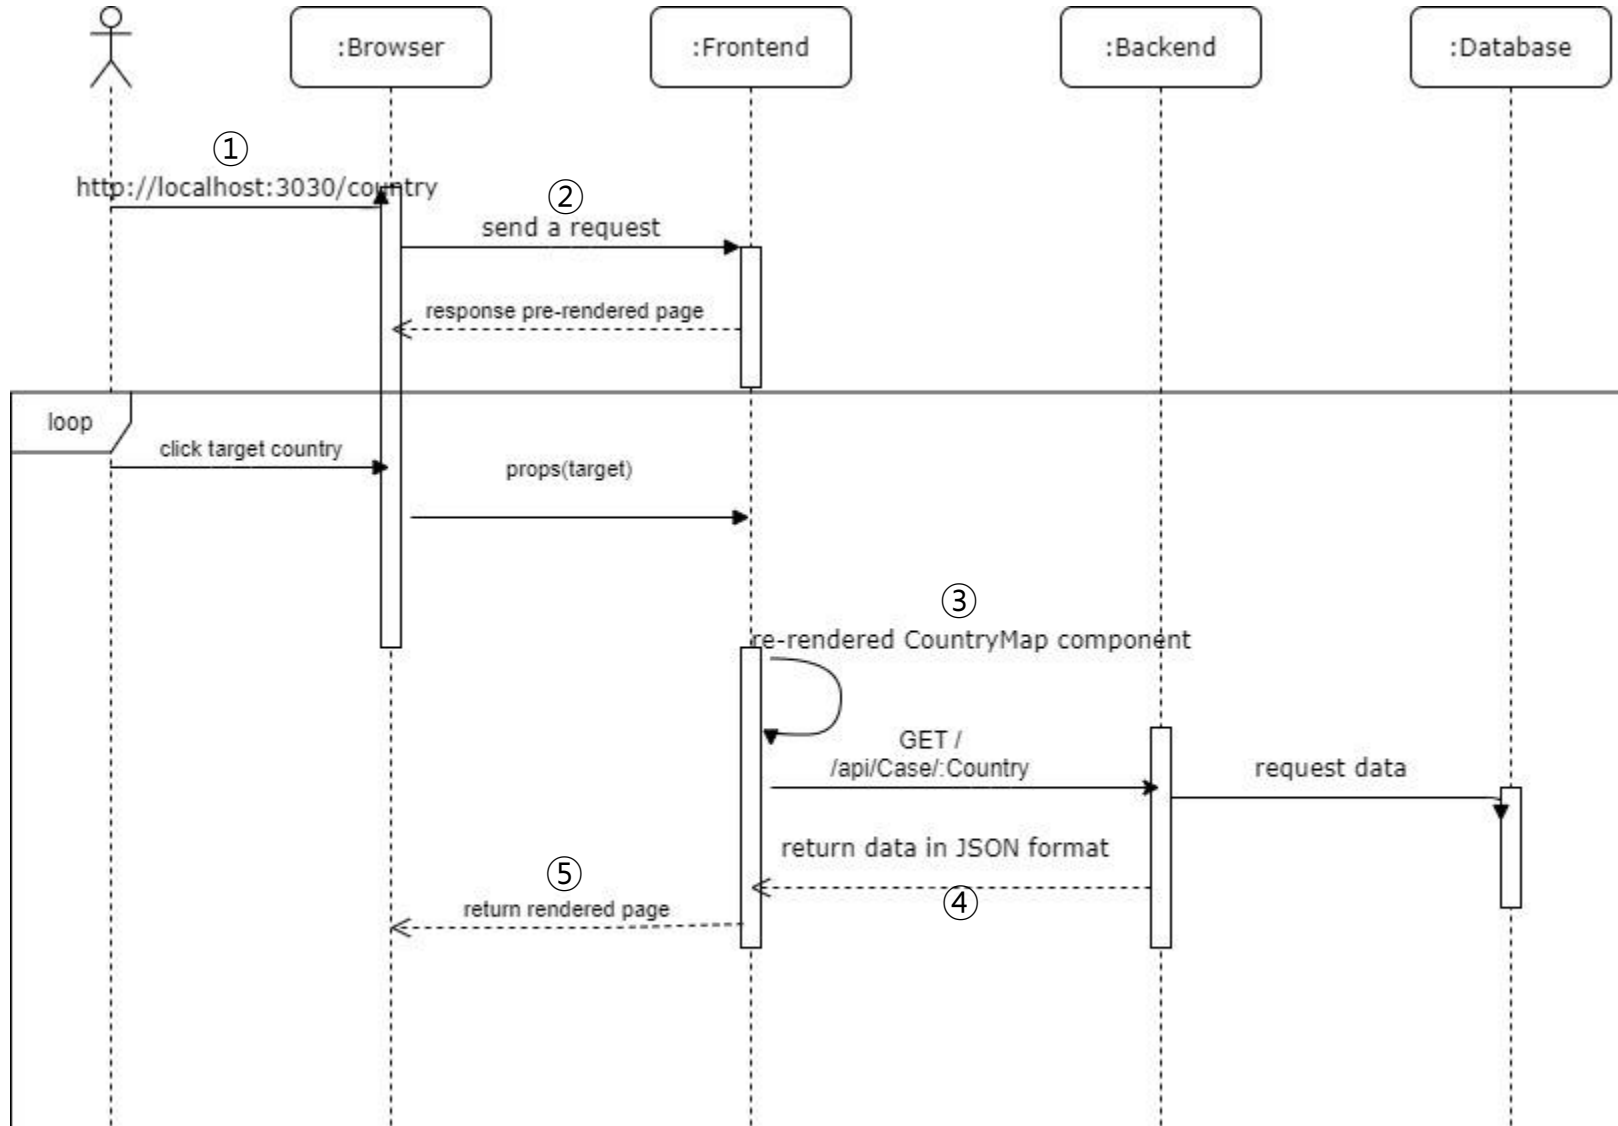 :Browser
:Frontend
:Backend
:Database
①
http://localhost:3030/country
②
send a request
response pre-rendered page
loop
click target country
props(target)
③
re-rendered CountryMap component
GET /
/api/Case/:Country
request data
return data in JSON format
④
⑤
return rendered page